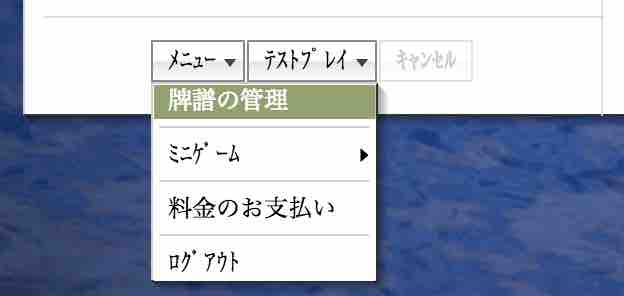 ﾒﾆｭｰ ﾃｽﾄﾌﾟﾚｲ ｷｬﾝｾﾙ
牌譜の管理
ﾐﾆｹﾞｰﾑ
料金のお支払い
ﾛｸﾞｱｳﾄ